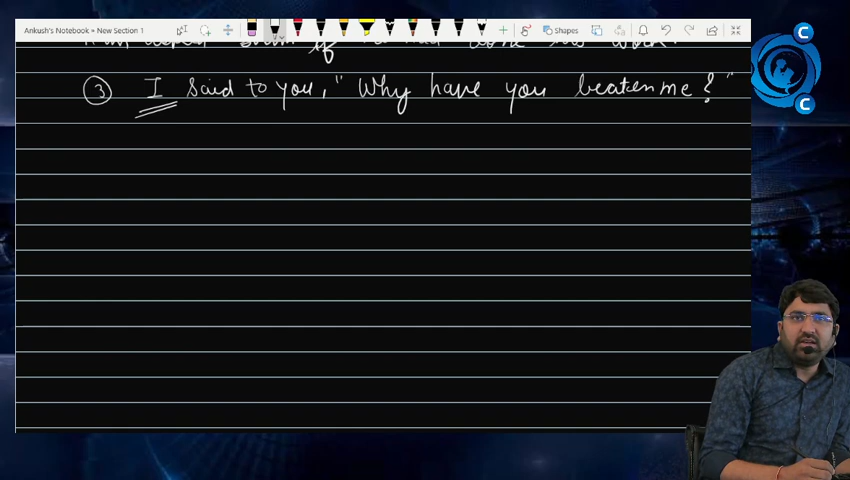 Ankush's Notebook » New Section 1
Shapes
C
③ I said to you, " Why have you beaten me? "
C